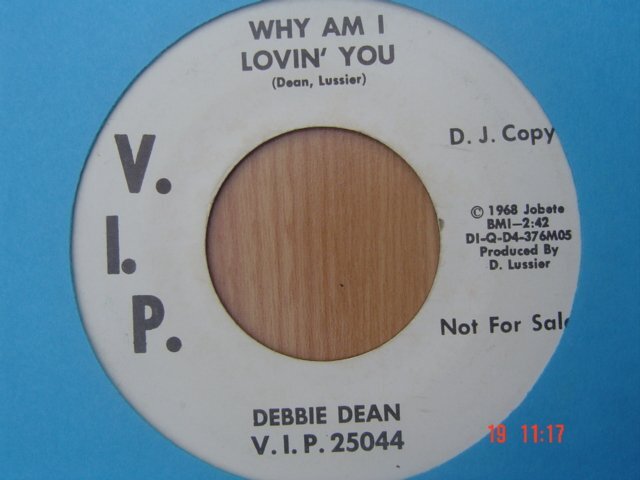 WHY AM I
LOVIN' YOU
(Dean, Lussier)
V.
I.
P.
D. J. Copy
© 1968 Jobete
BMI—2:42
DI-Q-D4-376M05
Produced By
D. Lussier
Not For Sale
DEBBIE DEAN
V. I. P. 25044
19 11:17